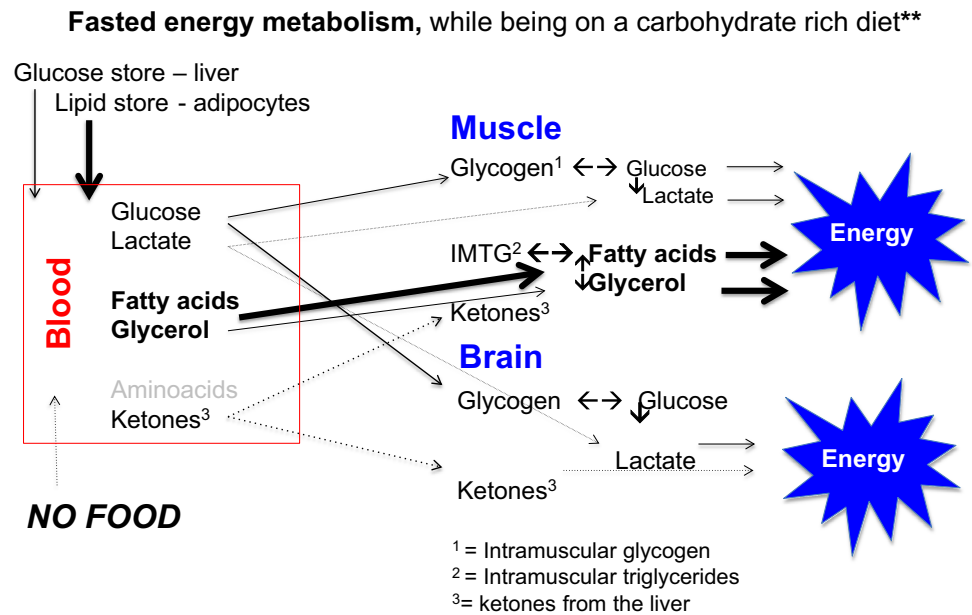 Fasted energy metabolism, while being on a carbohydrate rich diet**
Glucose store – liver
Lipid store - adipocytes
Blood
Glucose
Lactate
Fatty acids
Glycerol
Aminoacids
Ketones³
NO FOOD
Muscle
Glycogen¹ Glucose
Lactate
IMTG² Fatty acids
Glycerol
Ketones³
Energy
Brain
Glycogen Glucose
Lactate
Ketones³
Energy
¹ = Intramuscular glycogen
² = Intramuscular triglycerides
³= ketones from the liver